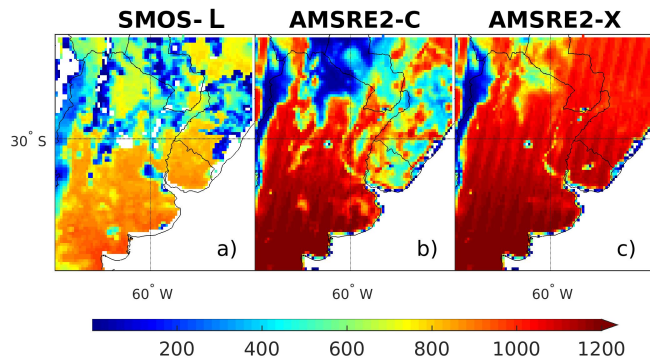 SMOS- L AMSRE2-C AMSRE2-X
30° S
a) b) c)
60° W 60° W 60° W
200 400 600 800 1000 1200